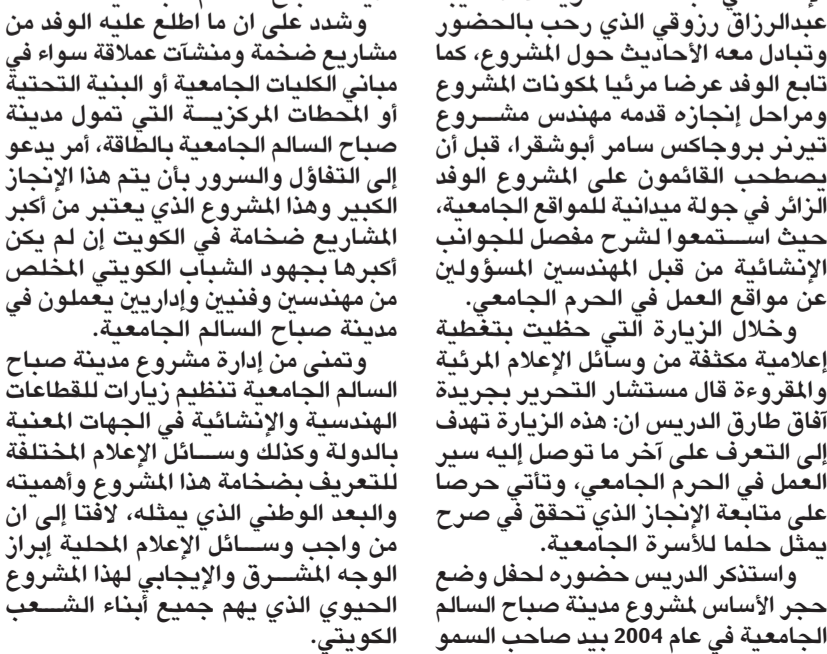 عبدالرزاق رزوقي الذي رحب بالحضور
وتبادل معه الأحاديث حول المشروع، كما
تابع الوفد عرضا مرئيا لمكونات المشروع
ومراحل إنجازه قدمه مهندس مشروع
تيرنر بروجاكس سامر أبوشقرا، قبل أن
يصطحب القائمون على المشروع الوفد
الزائر في جولة ميدانية للمواقع الجامعية،
حيث استمعوا لشرح مفصل للجوانب
الإنشائية من قبل المهندسين المسؤولين
عن مواقع العمل في الحرم الجامعي.
وخلال الزيارة التي حظيت بتغطية
إعلامية مكثفة من وسائل الإعلام المرئية
والمقروءة قال مستشار التحرير بجريدة
آفاق طارق الدريس ان: هذه الزيارة تهدف
إلى التعرف على آخر ما توصل إليه سير
العمل في الحرم الجامعي، وتأتي حرصا
على متابعة الإنجاز الذي تحقق في صرح
يمثل حلما للأسرة الجامعية.
واستذكر الدريس حضوره لحفل وضع
حجر الأساس لمشروع مدينة صباح السالم
الجامعية في عام 2004 بيد صاحب السمو
وشدد على ان ما اطلع عليه الوفد من
مشاريع ضخمة ومنشآت عملاقة سواء في
مباني الكليات الجامعية أو البنية التحتية
أو المحطات المركزية التي تمول مدينة
صباح السالم الجامعية بالطاقة، أمر يدعو
إلى التفاؤل والسرور بأن يتم هذا الإنجاز
الكبير وهذا المشروع الذي يعتبر من أكبر
المشاريع ضخامة في الكويت إن لم يكن
أكبرها بجهود الشباب الكويتي المخلص
من مهندسين وفنيين وإداريين يعملون في
مدينة صباح السالم الجامعية.
وتمنى من إدارة مشروع مدينة صباح
السالم الجامعية تنظيم زيارات للقطاعات
الهندسية والإنشائية في الجهات المعنية
بالدولة وكذلك وسائل الإعلام المختلفة
للتعريف بضخامة هذا المشروع وأهميته
والبعد الوطني الذي يمثله، لافتا إلى ان
من واجب وسائل الإعلام المحلية إبراز
الوجه المشرق والإيجابي لهذا المشروع
الحيوي الذي يهم جميع أبناء الشعب
الكويتي.